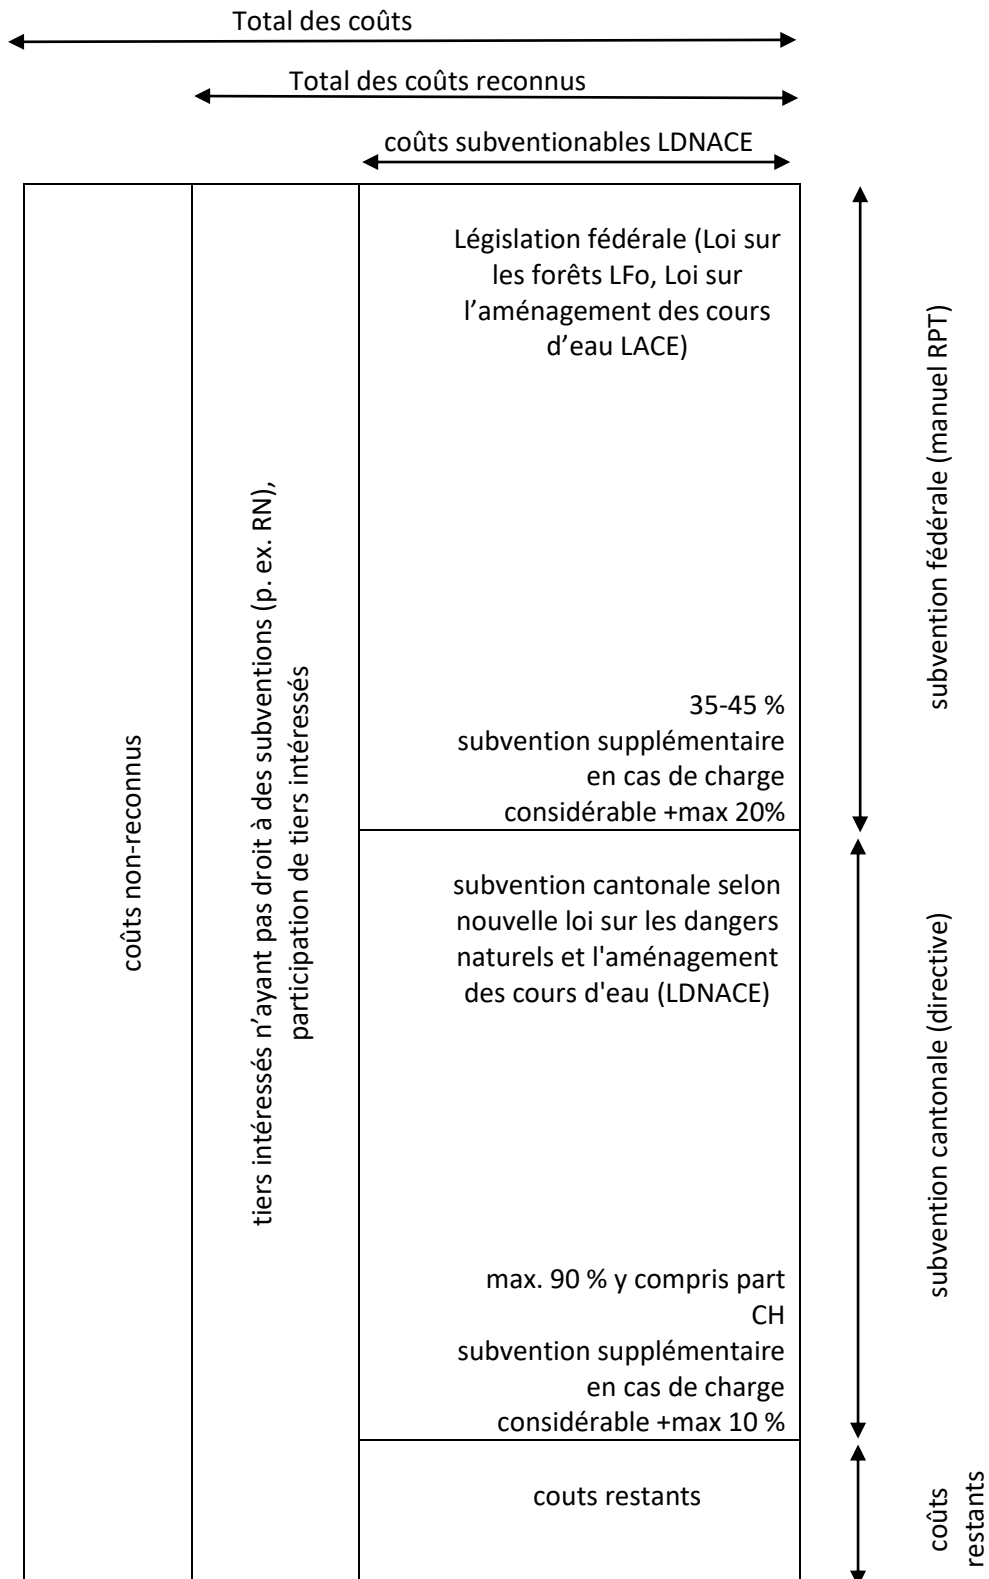 Total des coûts
Total des coûts reconnus
coûts subventionables LDNACE
coûts non-reconnus
tiers intéressés n’ayant pas droit à des subventions (p. ex. RN),
participation de tiers intéressés
Législation fédérale (Loi sur
les forêts LFo, Loi sur
l’aménagement des cours
d’eau LACE)
35-45 %
subvention supplémentaire
en cas de charge
considérable +max 20%
subvention fédérale (manuel RPT)
subvention cantonale selon
nouvelle loi sur les dangers
naturels et l'aménagement
des cours d'eau (LDNACE)
max. 90 % y compris part
CH
subvention supplémentaire
en cas de charge
considérable +max 10 %
subvention cantonale (directive)
couts restants
coûts
restants